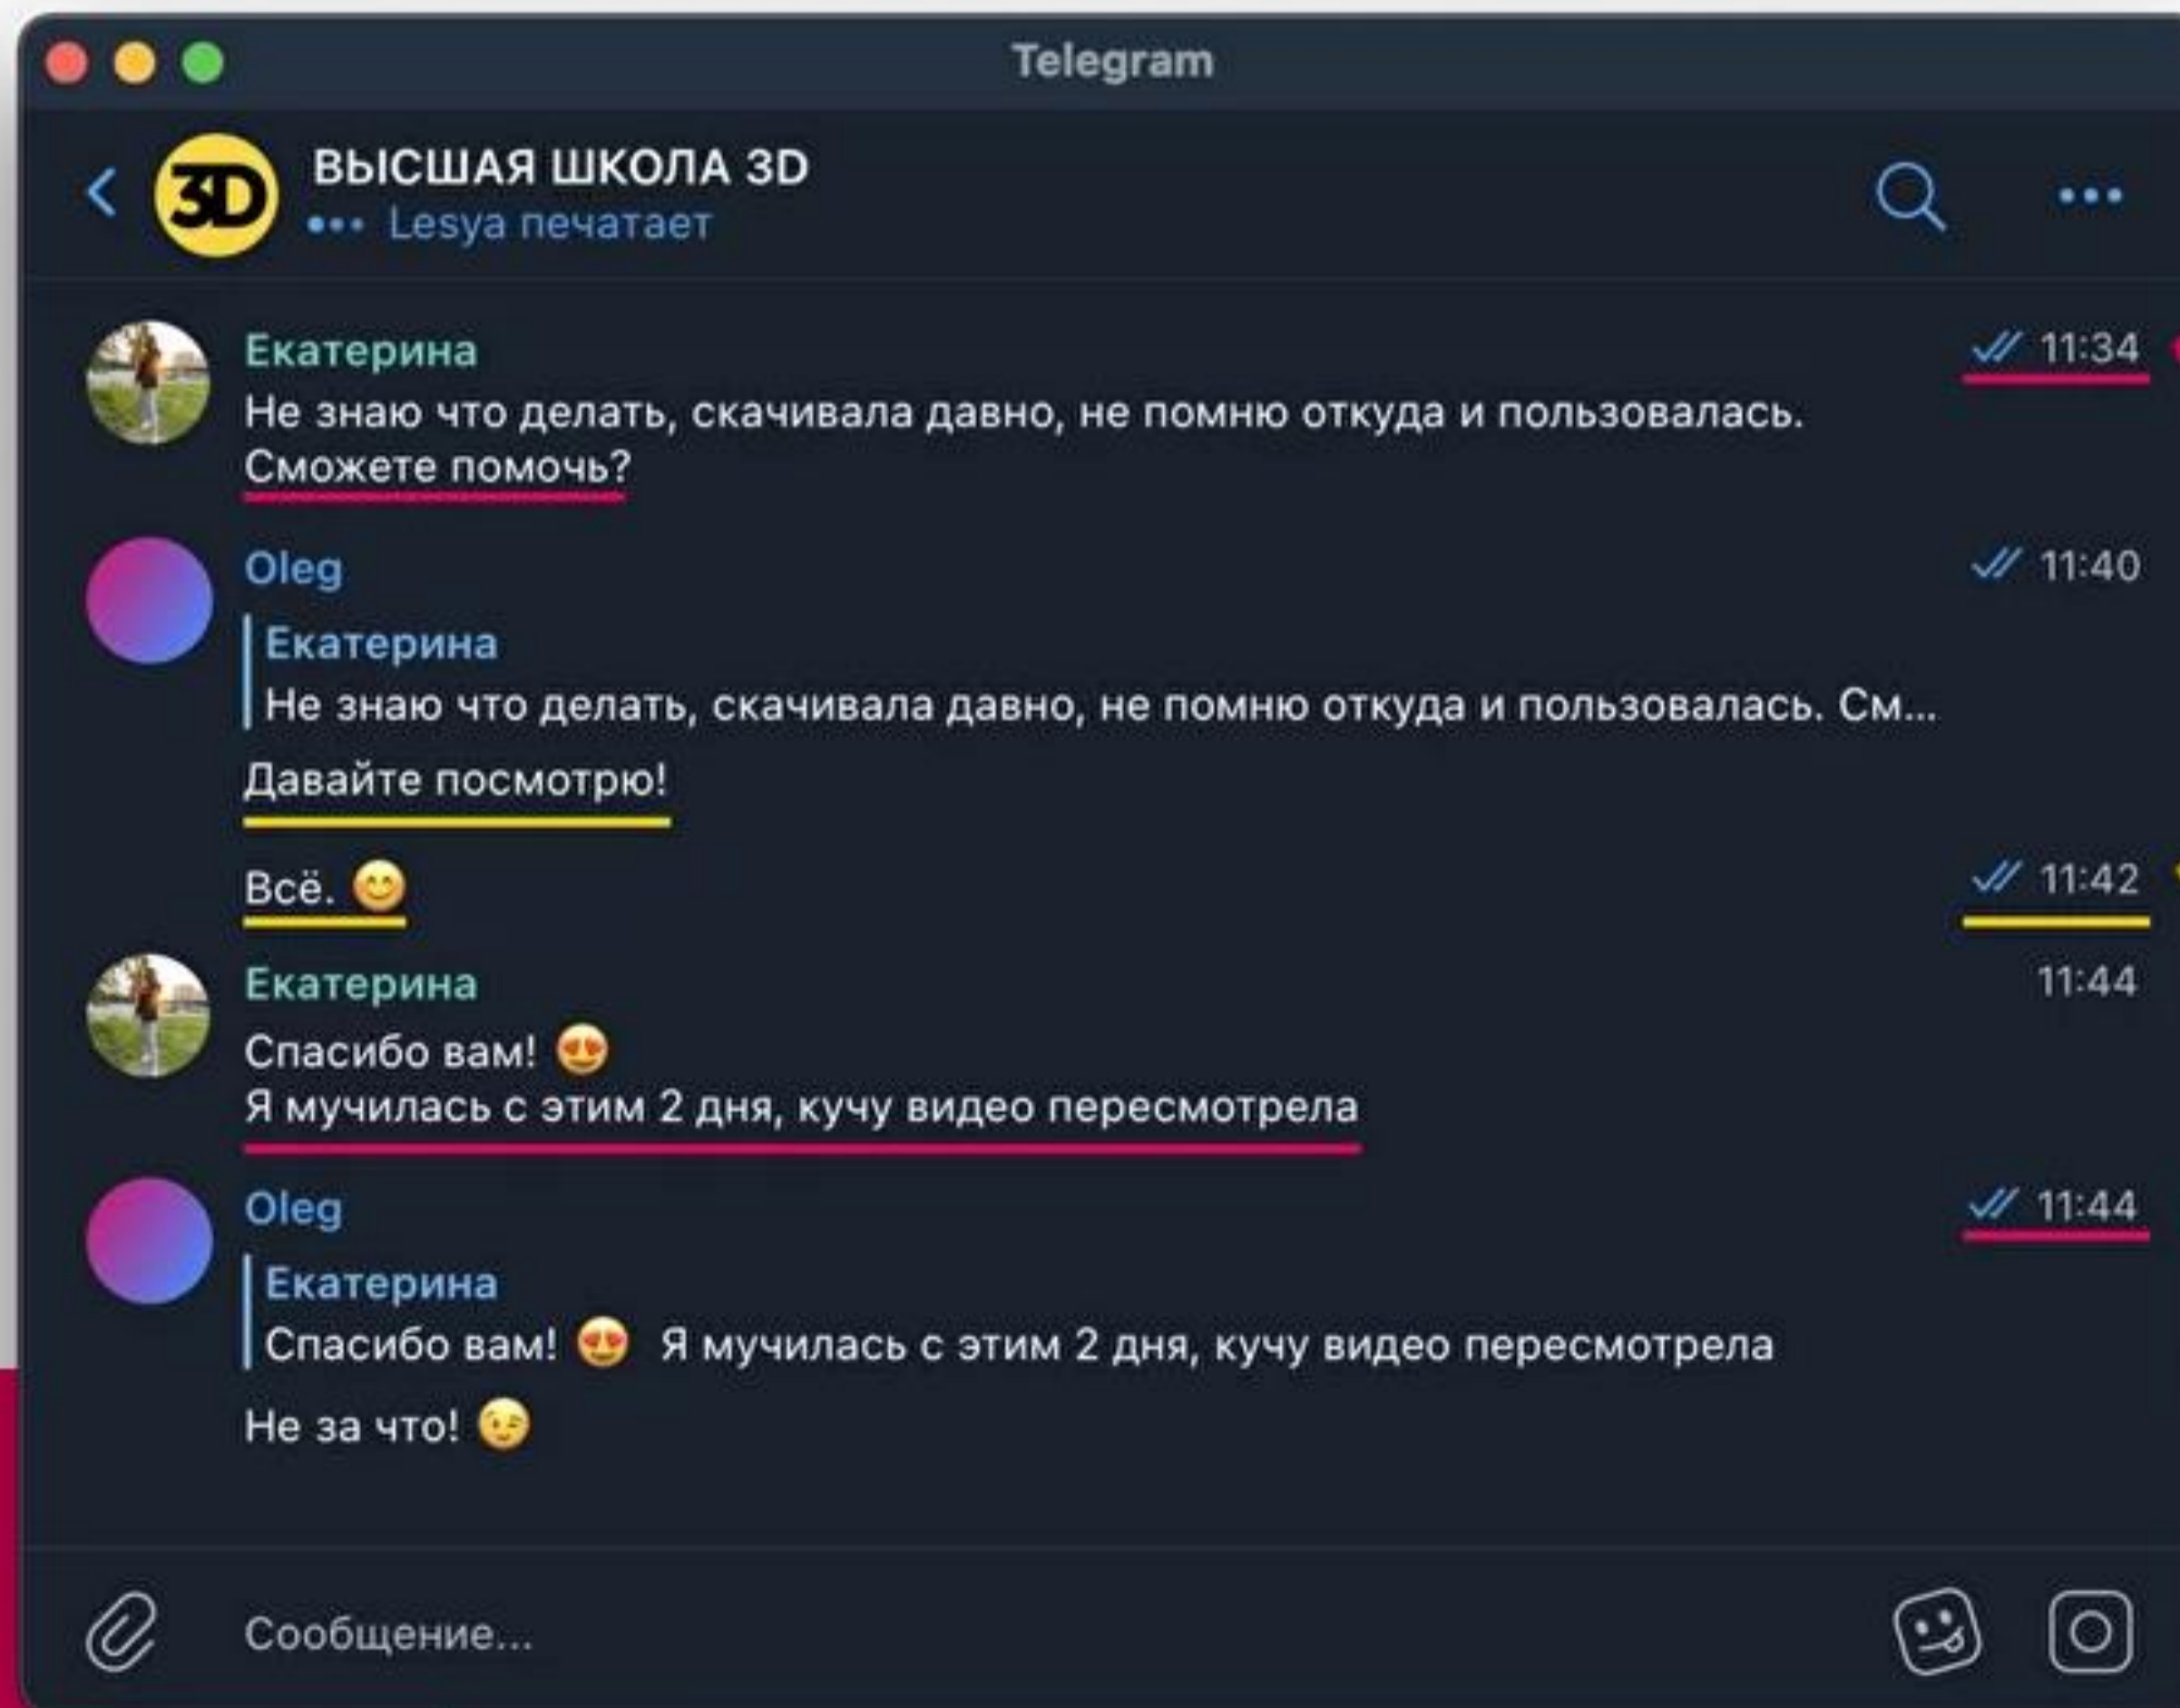 Telegram
3D
ВЫСШАЯ ШКОЛА 3D
Lesya печатает
Екатерина
11:34
Не знаю что делать, скачивала давно, не помню откуда и пользовалась.
Сможете помочь?
Oleg
11:40
Екатерина
Не знаю что делать, скачивала давно, не помню откуда и пользовалась. См...
Давайте посмотрю!
Всё. 😊
11:42
Екатерина
11:44
Спасибо вам! 😍
Я мучилась с этим 2 дня, кучу видео пересмотрела
Oleg
11:44
Екатерина
Спасибо вам! 😍 Я мучилась с этим 2 дня, кучу видео пересмотрела
Не за что! 😉
Сообщение...